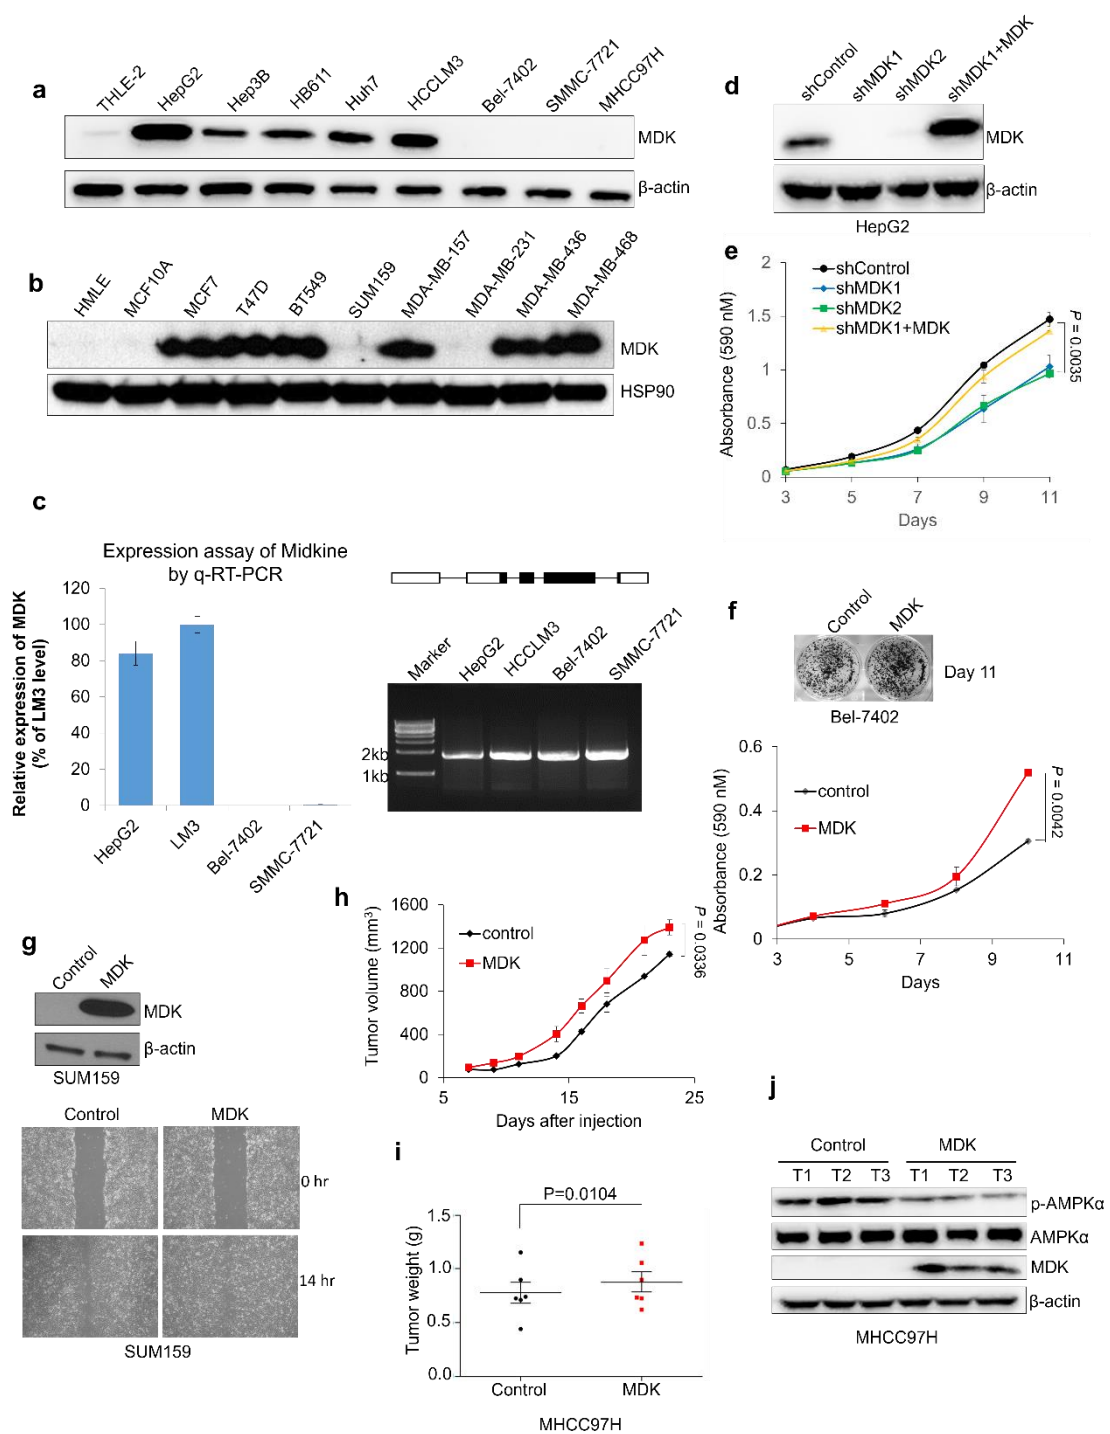 a
THLE-2
HepG2
Hep3B
HB611
Huh7
HCCLM3
Bel-7402
SMMC-7721
MHCC97H
MDK
β-actin
b
HMLE
MCF10A
MCF7
T47D
BT549
SUM159
MDA-MB-157
MDA-MB-231
MDA-MB-436
MDA-MB-468
MDK
HSP90
c
Expression assay of Midkine
by q-RT-PCR
Relative expression of MDK
(% of LM3 level)
120
100
80
60
40
20
0
HepG2
LM3
Bel-7402
SMMC-7721
Marker
HepG2
HCCLM3
Bel-7402
SMMC-7721
2kb
1kb
d
shControl
shMDK1
shMDK2
shMDK1+MDK
MDK
β-actin
HepG2
e
Absorbance (590 nM)
2
1.5
1
0.5
0
shControl
shMDK1
shMDK2
shMDK1+MDK
P = 0.0035
3 5 7 9 11
Days
f
Control
MDK
Day 11
Bel-7402
Absorbance (590 nM)
0.6
0.4
0.2
0
control
MDK
P = 0.0042
3 5 7 9 11
Days
g
Control
MDK
MDK
β-actin
SUM159
Control MDK
0 hr
14 hr
SUM159
h
Tumor volume (mm³)
1600
1200
800
400
0
control
MDK
P = 0.0336
5 15 25
Days after injection
i
P=0.0104
Tumor weight (g)
1.5
1.0
0.5
0.0
Control MDK
MHCC97H
j
Control MDK
T1 T2 T3 T1 T2 T3
p-AMPKα
AMPKα
MDK
β-actin
MHCC97H